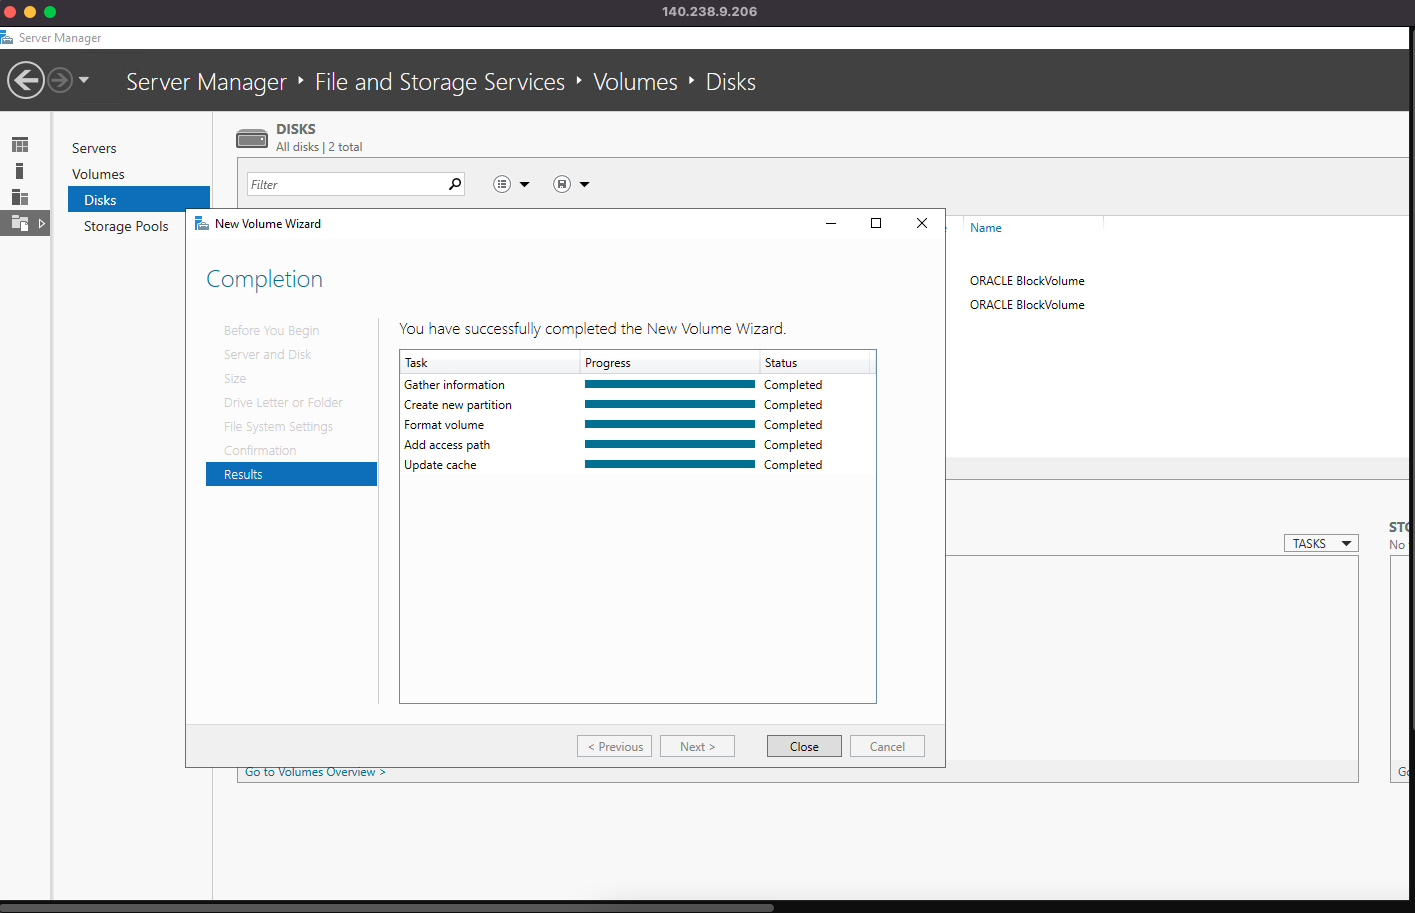 140.238.9.206
Server Manager
Server Manager ‣ File and Storage Services ‣ Volumes ‣ Disks
Servers
Volumes
Disks
Storage Pools
DISKS
All disks | 2 total
Filter
Name
ORACLE BlockVolume
ORACLE BlockVolume
New Volume Wizard
Completion
Before You Begin
Server and Disk
Size
Drive Letter or Folder
File System Settings
Confirmation
Results
You have successfully completed the New Volume Wizard.
Task Progress Status
Gather information Completed
Create new partition Completed
Format volume Completed
Add access path Completed
Update cache Completed
< Previous Next > Close Cancel
TASKS
No
Go to Volumes Overview >